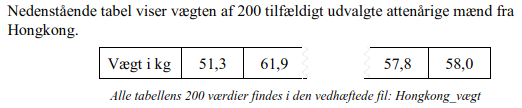 Nedenstående tabel viser vægten af 200 tilfældigt udvalgte attenårige mænd fra
Hongkong.
Vægt i kg 51,3 61,9 57,8 58,0
Alle tabellens 200 værdier findes i den vedhæftede fil: Hongkong_vægt